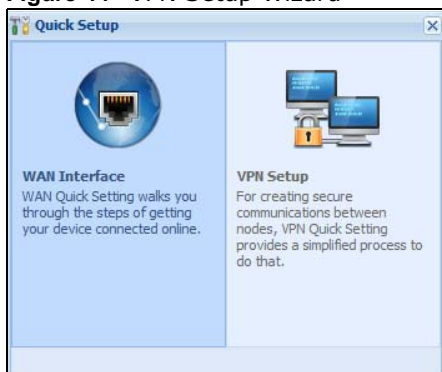 Quick Setup
WAN Interface
WAN Quick Setting walks you
through the steps of getting
your device connected online.
VPN Setup
For creating secure
communications between
nodes, VPN Quick Setting
provides a simplified process to
do that.